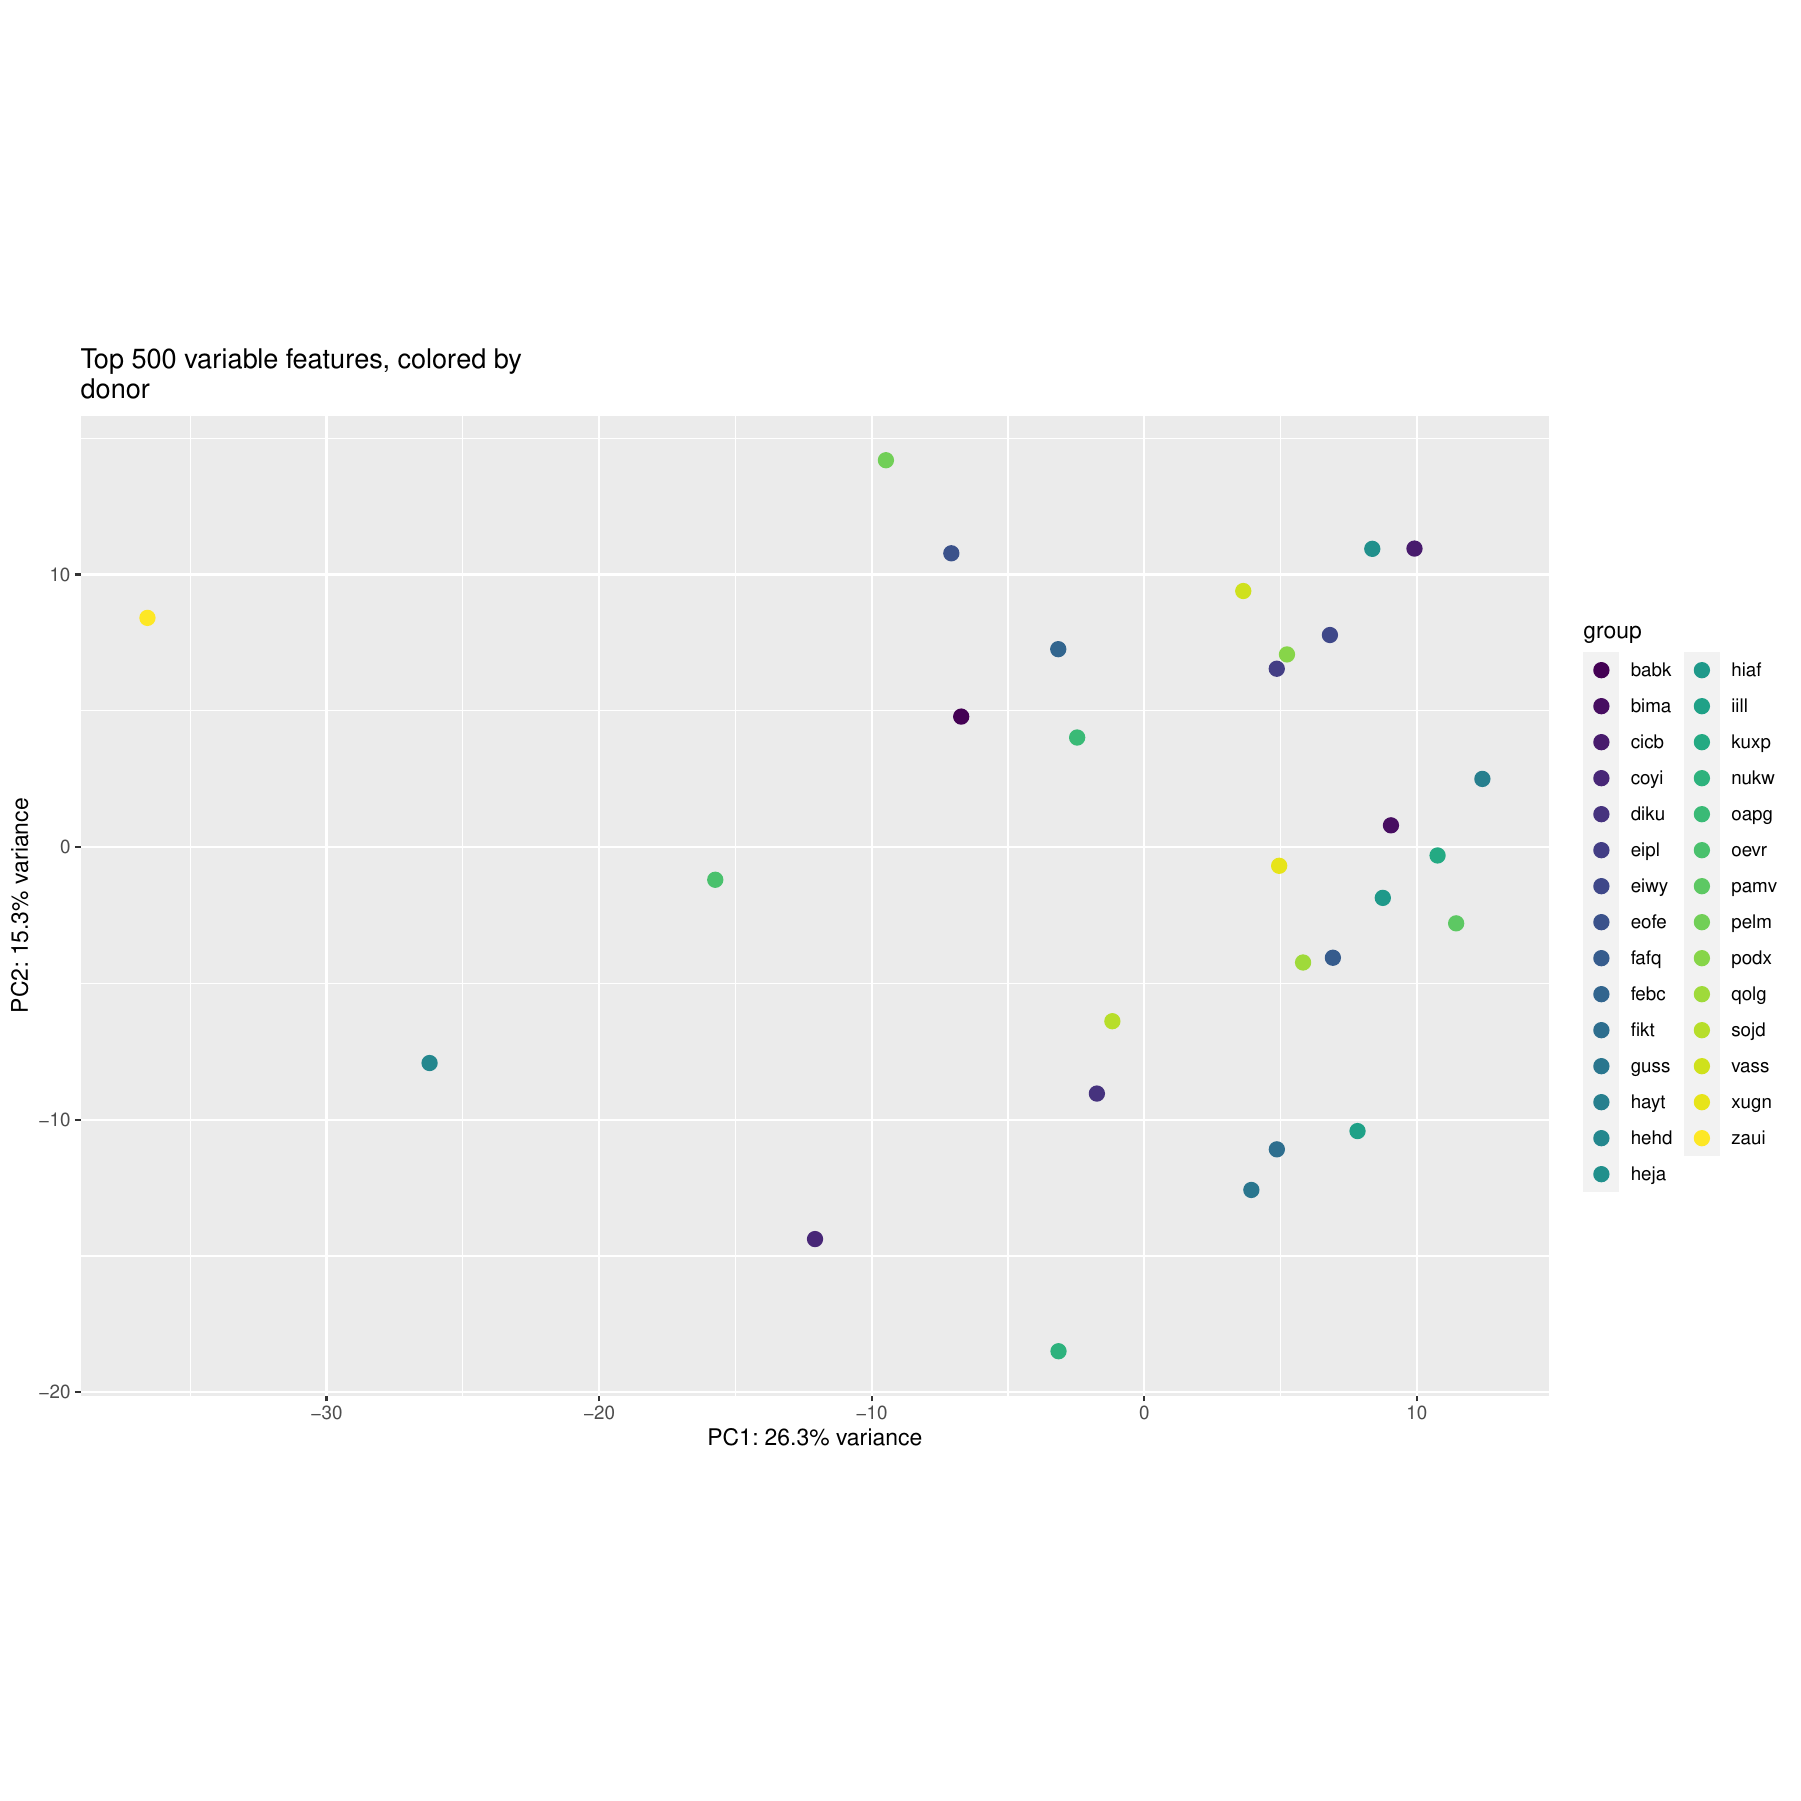 Top 500 variable features, colored by
donor
10
0
−10
−20
PC2: 15.3% variance
−30
−20
−10
0
10
PC1: 26.3% variance
group
babk
bima
cicb
coyi
diku
eipl
eiwy
eofe
fafq
febc
fikt
guss
hayt
hehd
heja
hiaf
iill
kuxp
nukw
oapg
oevr
pamv
pelm
podx
qolg
sojd
vass
xugn
zaui